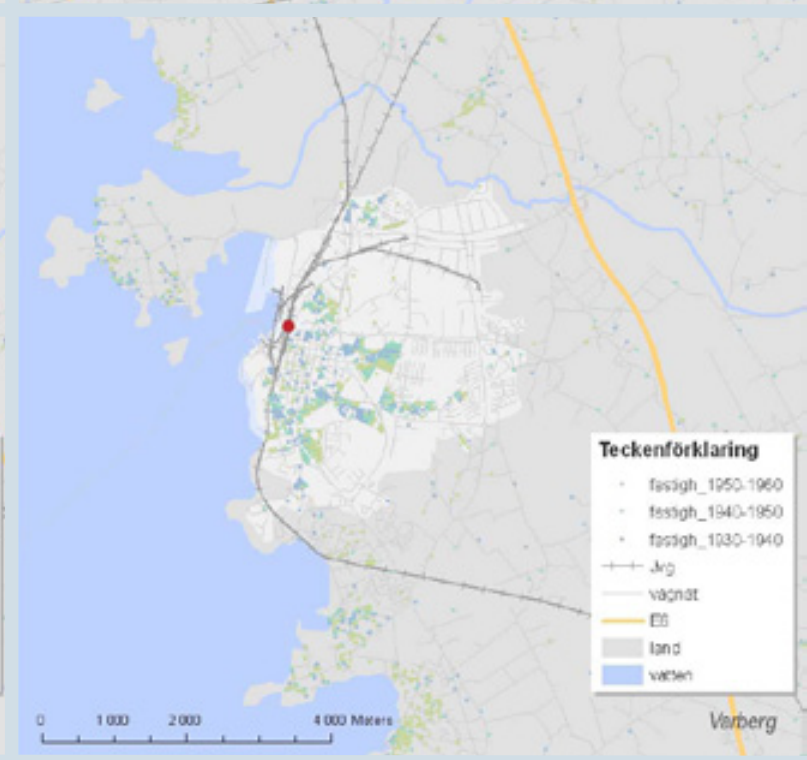 Teckenförklaring
fastigh_1950-1960
fastigh_1940-1950
fastigh_1930-1940
Jvg
vägnät
E6
land
vatten
0 1 000 2 000 4 000 Meters
Varberg